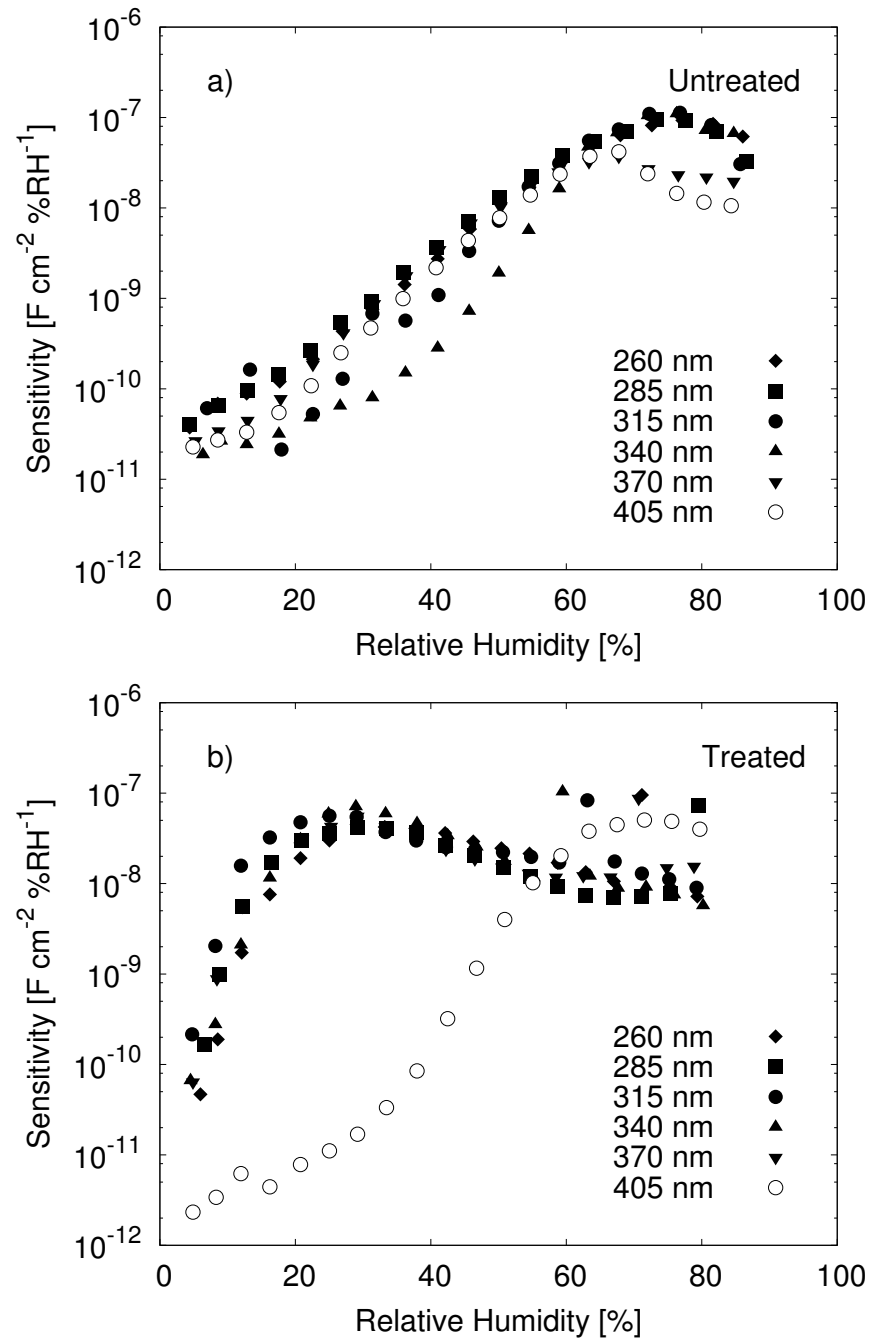 10^-6
a)
Untreated
10^-7
10^-8
10^-9
10^-10
10^-11
10^-12
Sensitivity [F cm^-2 %RH^-1]
260 nm
285 nm
315 nm
340 nm
370 nm
405 nm
0 20 40 60 80 100
Relative Humidity [%]
10^-6
b)
Treated
10^-7
10^-8
10^-9
10^-10
10^-11
10^-12
Sensitivity [F cm^-2 %RH^-1]
260 nm
285 nm
315 nm
340 nm
370 nm
405 nm
0 20 40 60 80 100
Relative Humidity [%]